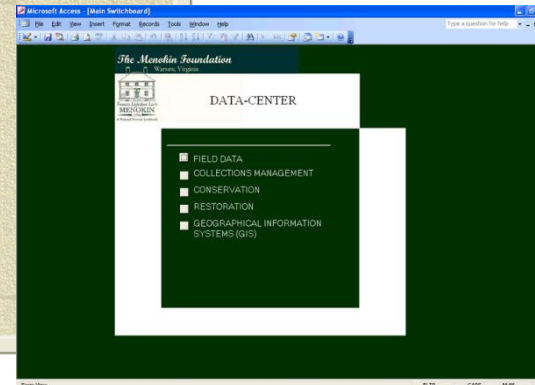 Microsoft Access - [Main Switchboard]
File Edit View Insert Format Records Tools Window Help
Type a question for help
The Menokin Foundation
Warsaw, Virginia
MENOKIN
DATA-CENTER
FIELD DATA
COLLECTIONS MANAGEMENT
CONSERVATION
RESTORATION
GEOGRAPHICAL INFORMATION
SYSTEMS (GIS)